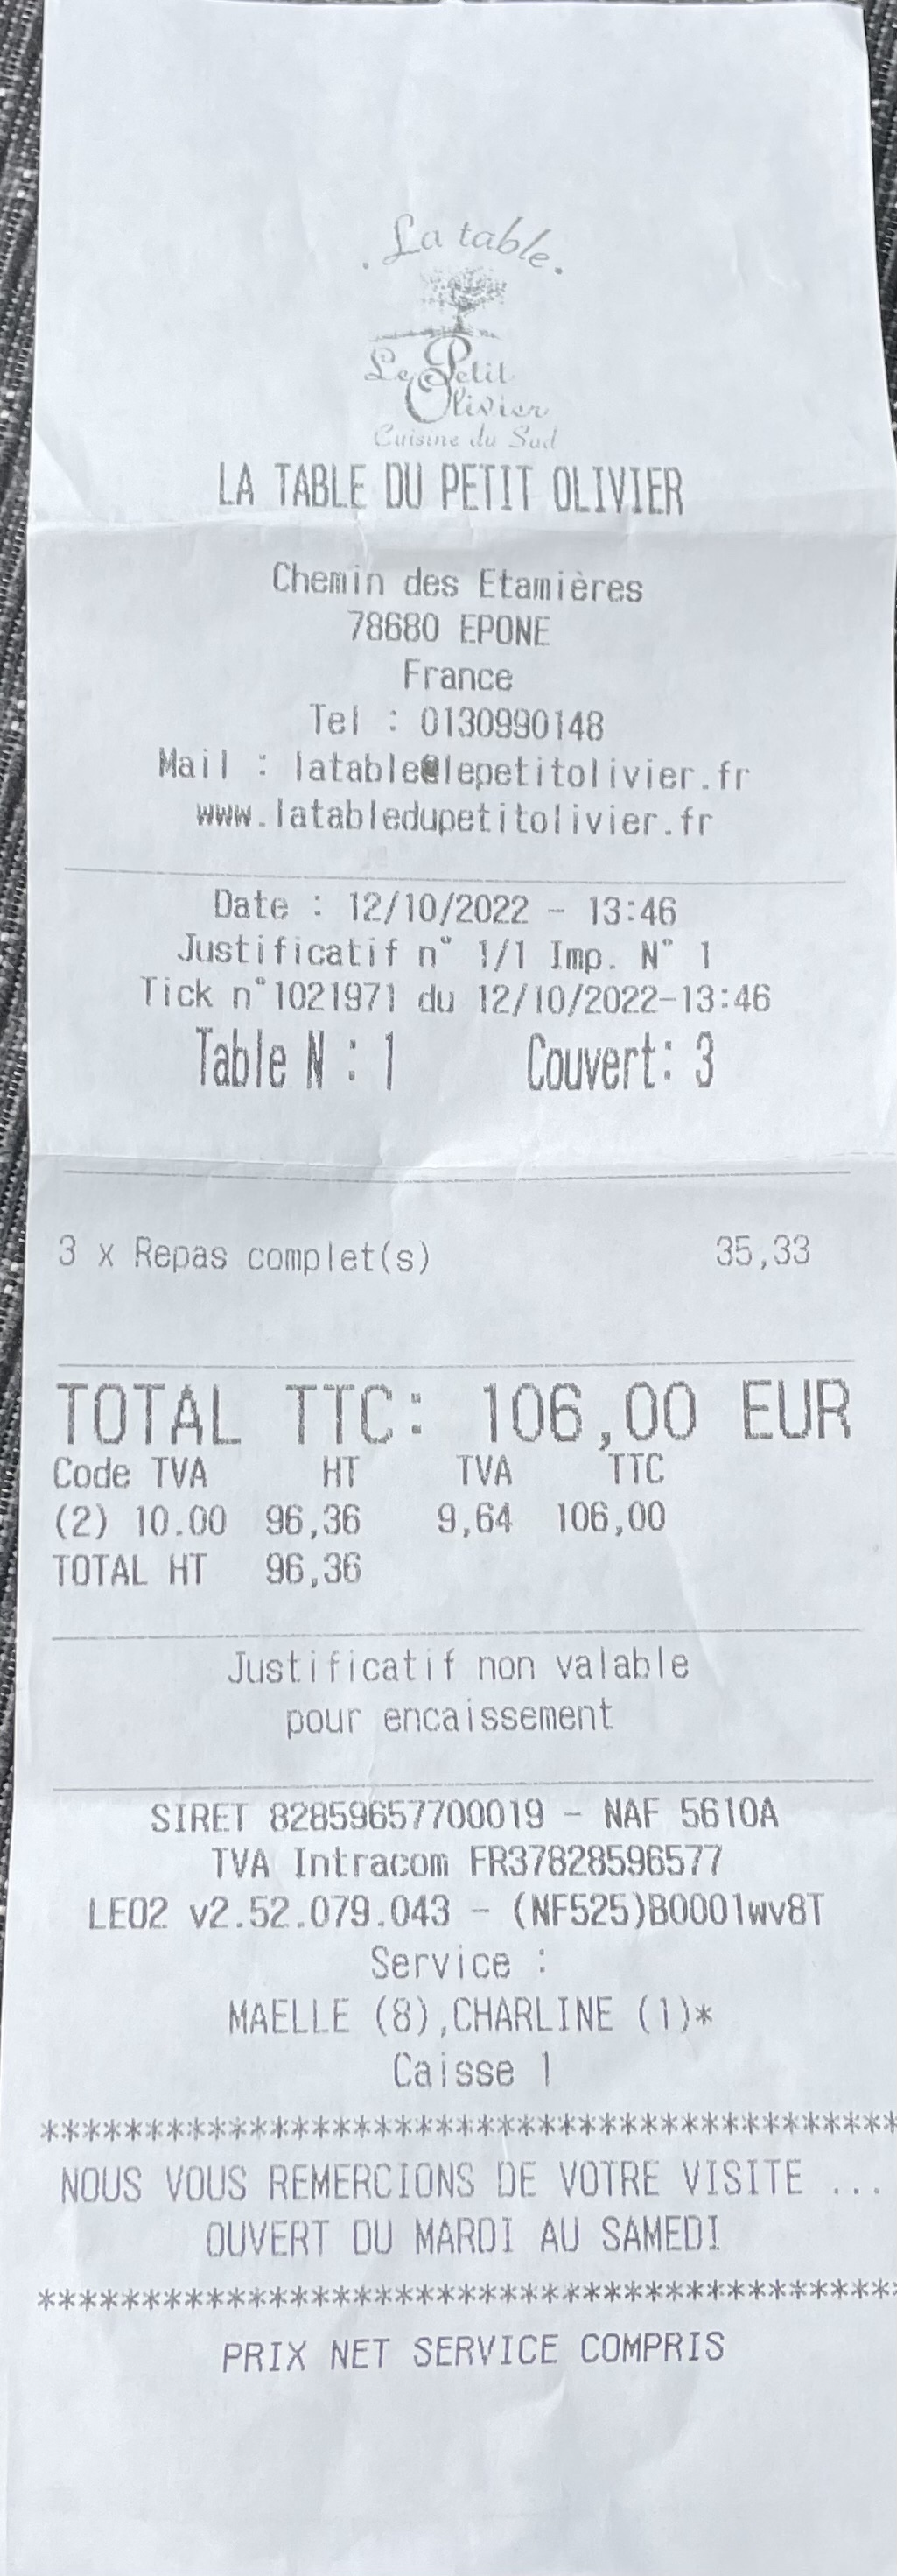 . La table .
Le Petit
Olivier
Cuisine du Sud
LA TABLE DU PETIT OLIVIER
Chemin des Etamières
78680 EPONE
France
Tel : 0130990148
Mail : latable@lepetitolivier.fr
www.latabledupetitolivier.fr
Date : 12/10/2022 - 13:46
Justificatif n° 1/1 Imp. N° 1
Tick n°1021971 du 12/10/2022-13:46
Table N : 1 Couvert: 3
3 x Repas complet(s) 35,33
TOTAL TTC: 106,00 EUR
Code TVA HT TVA TTC
(2) 10.00 96,36 9,64 106,00
TOTAL HT 96,36
Justificatif non valable
pour encaissement
SIRET 82859657700019 - NAF 5610A
TVA Intracom FR37828596577
LEO2 v2.52.079.043 - (NF525)B0001wv8T
Service :
MAELLE (8),CHARLINE (1)*
Caisse 1
******************************************
NOUS VOUS REMERCIONS DE VOTRE VISITE ...
OUVERT DU MARDI AU SAMEDI
******************************************
PRIX NET SERVICE COMPRIS